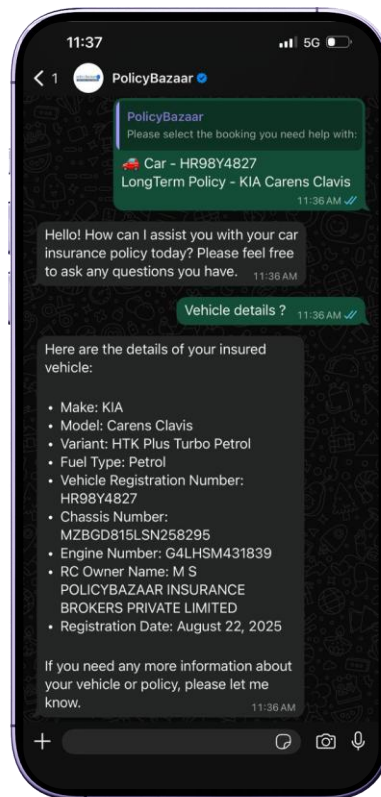 11:37
5G
1
PolicyBazaar
PolicyBazaar
Please select the booking you need help with:
🚗 Car - HR98Y4827
LongTerm Policy - KIA Carens Clavis
11:36 AM
Hello! How can I assist you with your car
insurance policy today? Please feel free
to ask any questions you have.
11:36 AM
Vehicle details ?
11:36 AM
Here are the details of your insured
vehicle:
• Make: KIA
• Model: Carens Clavis
• Variant: HTK Plus Turbo Petrol
• Fuel Type: Petrol
• Vehicle Registration Number:
HR98Y4827
• Chassis Number:
MZBGD815LSN258295
• Engine Number: G4LHSM431839
• RC Owner Name: M S
POLICYBAZAAR INSURANCE
BROKERS PRIVATE LIMITED
• Registration Date: August 22, 2025
If you need any more information about
your vehicle or policy, please let me
know.
11:36 AM